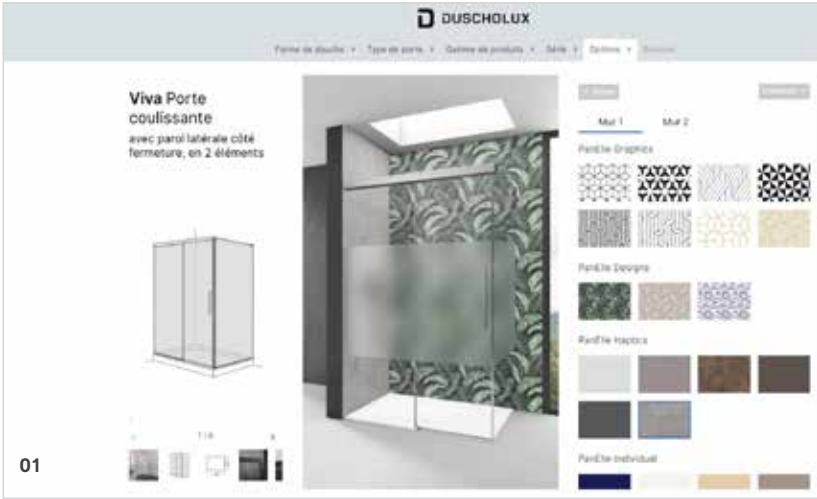 DUSCHOLUX
Forme de douche Type de porte Gamme de produits Série Options
Viva Porte
coulissante
avec paroi latérale côté
fermeture, en 2 éléments
Mur 1 Mur 2
PanElle Graphics
PanElle Designs
PanElle Haptics
PanElle Individual
01